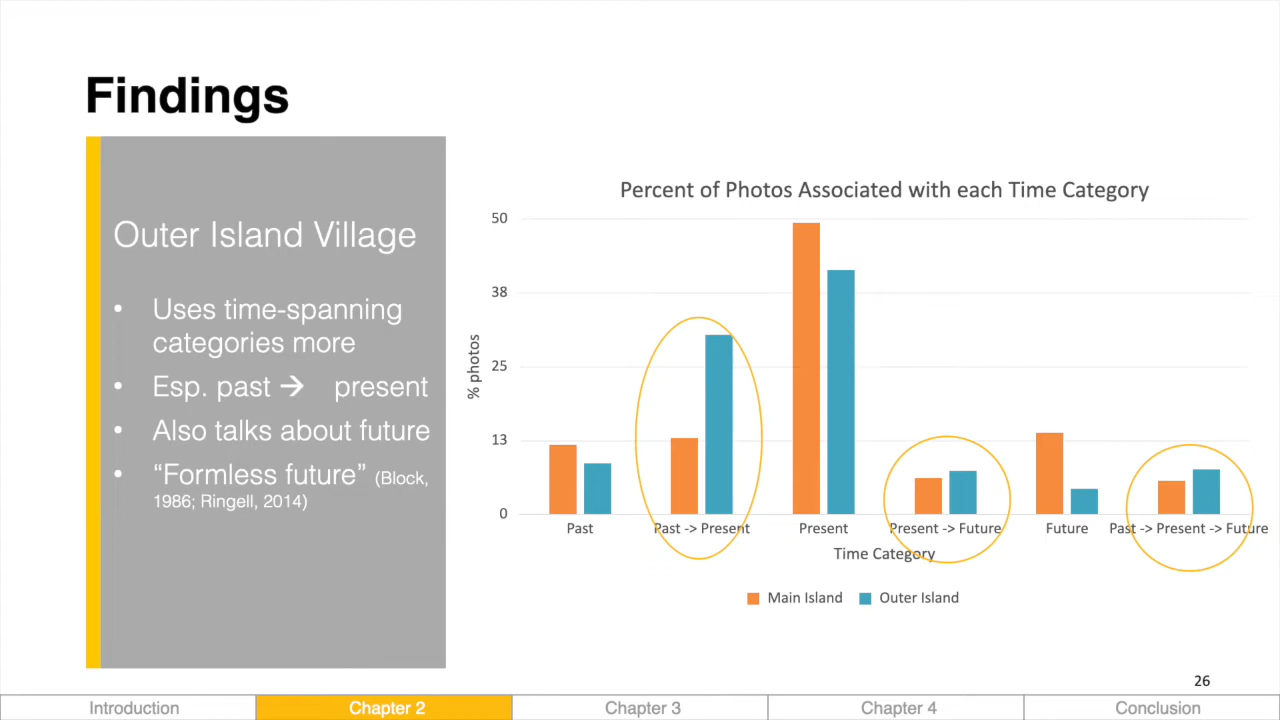 Findings
Outer Island Village
• Uses time-spanning
categories more
• Esp. past → present
• Also talks about future
• “Formless future” (Block,
1986; Ringell, 2014)
Percent of Photos Associated with each Time Category
50
38
25
13
0
% photos
Past
Past -> Present
Present
Present -> Future
Future
Past -> Present -> Future
Time Category
Main Island
Outer Island
26
Introduction
Chapter 2
Chapter 3
Chapter 4
Conclusion